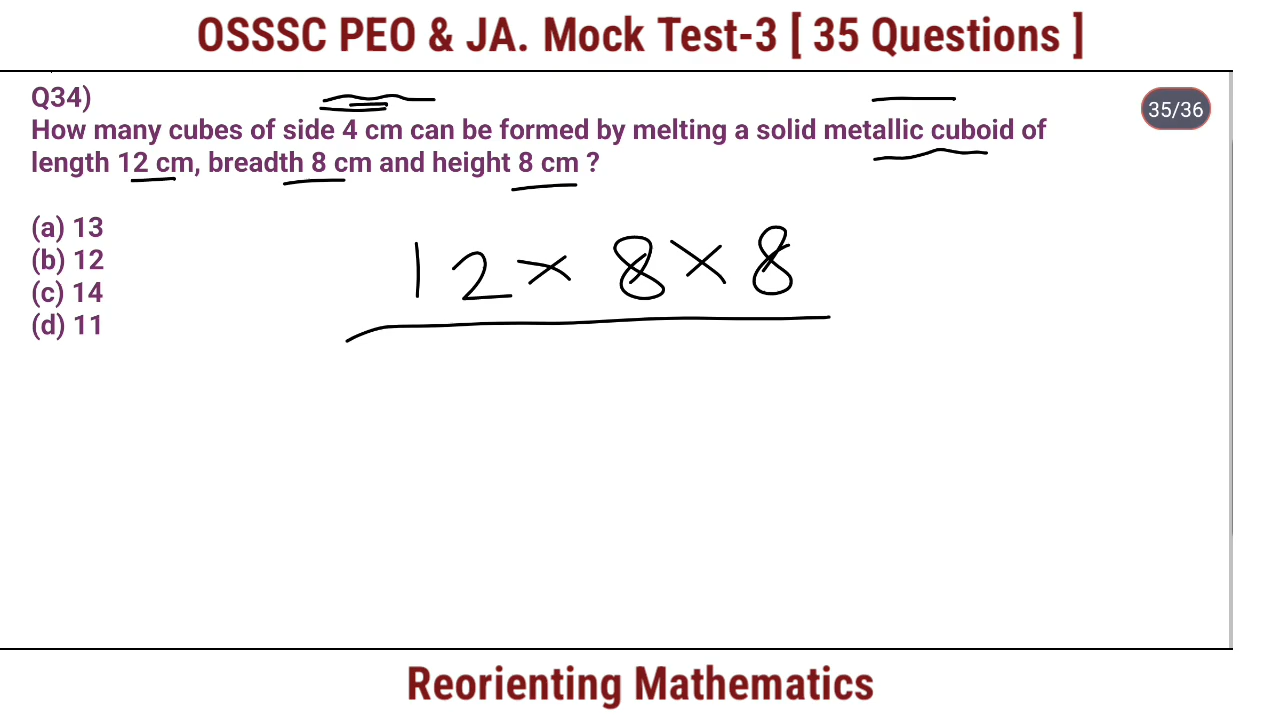 OSSSC PEO & JA. Mock Test-3 [ 35 Questions ]
Q34)
35/36
How many cubes of side 4 cm can be formed by melting a solid metallic cuboid of
length 12 cm, breadth 8 cm and height 8 cm ?
(a) 13
(b) 12
(c) 14
(d) 11
12 × 8 × 8
Reorienting Mathematics